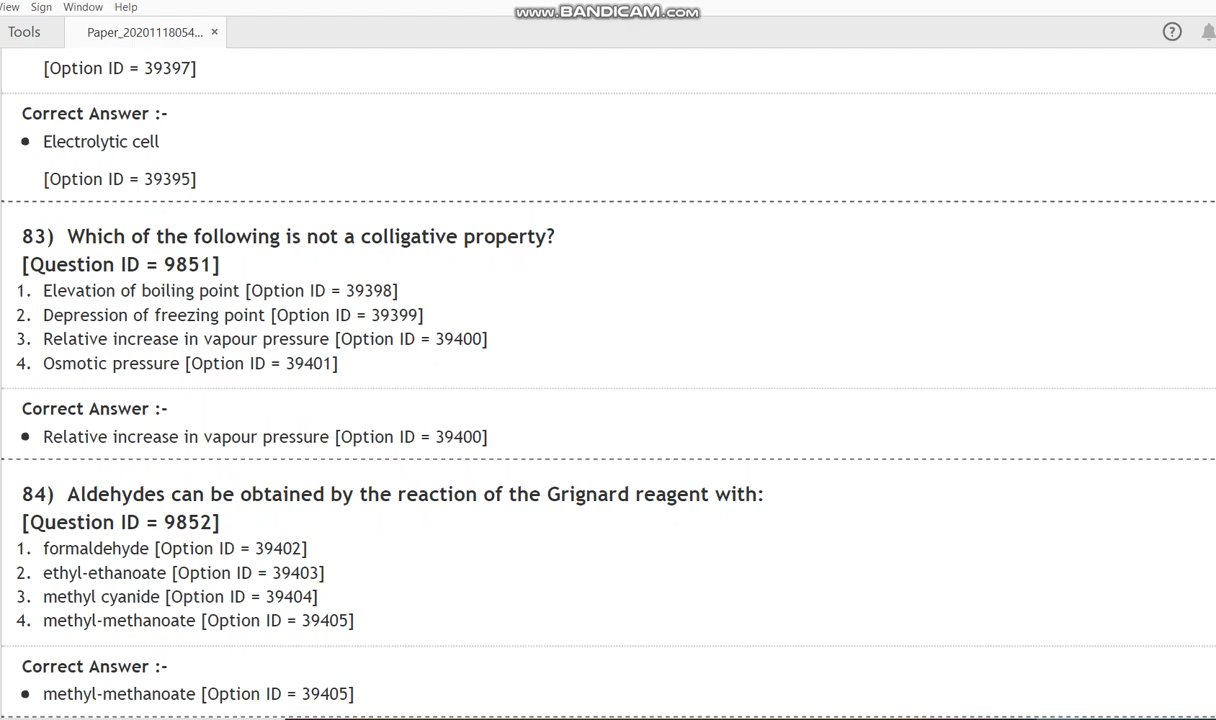 View Sign Window Help
www.BANDICAM.com
Tools Paper_20201118054... ×
?
[Option ID = 39397]
Correct Answer :-
• Electrolytic cell
[Option ID = 39395]
83) Which of the following is not a colligative property?
[Question ID = 9851]
1. Elevation of boiling point [Option ID = 39398]
2. Depression of freezing point [Option ID = 39399]
3. Relative increase in vapour pressure [Option ID = 39400]
4. Osmotic pressure [Option ID = 39401]
Correct Answer :-
• Relative increase in vapour pressure [Option ID = 39400]
84) Aldehydes can be obtained by the reaction of the Grignard reagent with:
[Question ID = 9852]
1. formaldehyde [Option ID = 39402]
2. ethyl-ethanoate [Option ID = 39403]
3. methyl cyanide [Option ID = 39404]
4. methyl-methanoate [Option ID = 39405]
Correct Answer :-
• methyl-methanoate [Option ID = 39405]